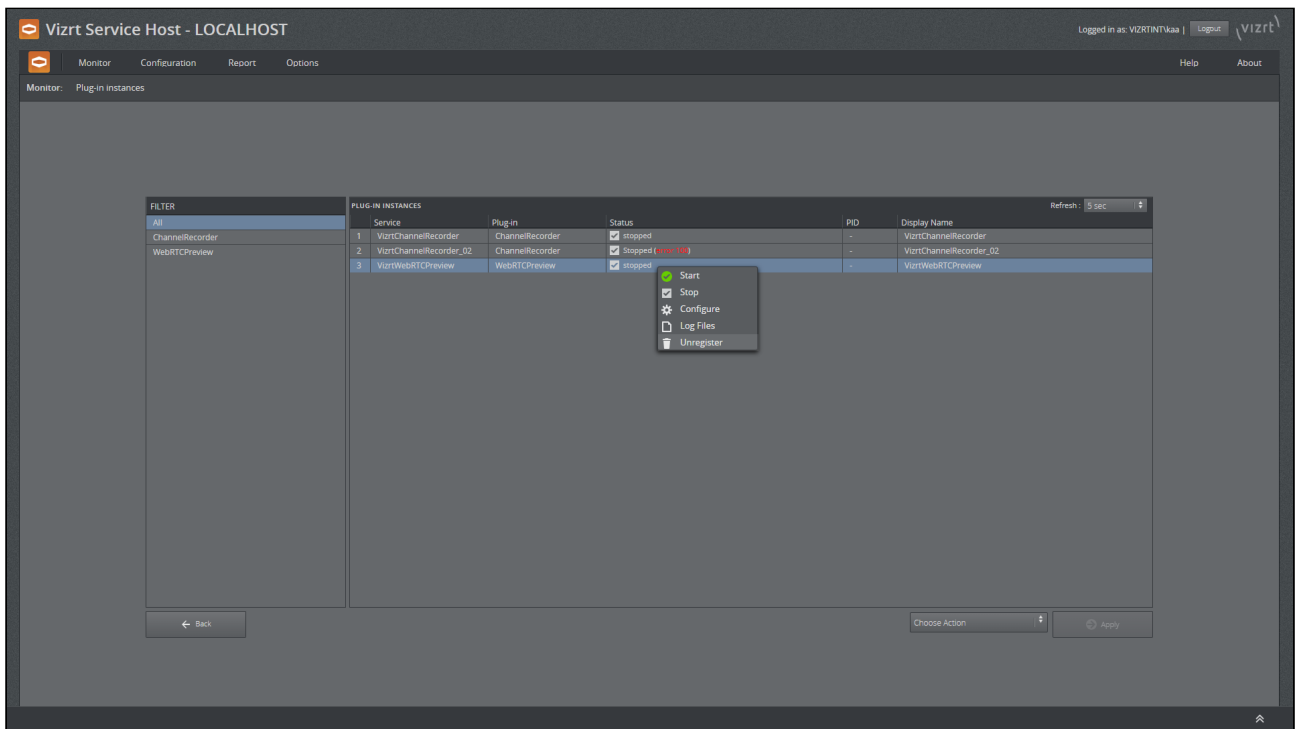 Vizrt Service Host - LOCALHOST
Logged in as: VIZRTINT\kaa | Logout vizrt
Monitor Configuration Report Options Help About
Monitor: Plug-in instances
FILTER
All
ChannelRecorder
WebRTCPreview
PLUG-IN INSTANCES Refresh : 5 sec
Service Plug-in Status PID Display Name
1 VizrtChannelRecorder ChannelRecorder stopped - VizrtChannelRecorder
2 VizrtChannelRecorder_02 ChannelRecorder Stopped ( ) - VizrtChannelRecorder_02
3 VizrtWebRTCPreview WebRTCPreview stopped - VizrtWebRTCPreview
Start
Stop
Configure
Log Files
Unregister
Back
Choose Action
Apply